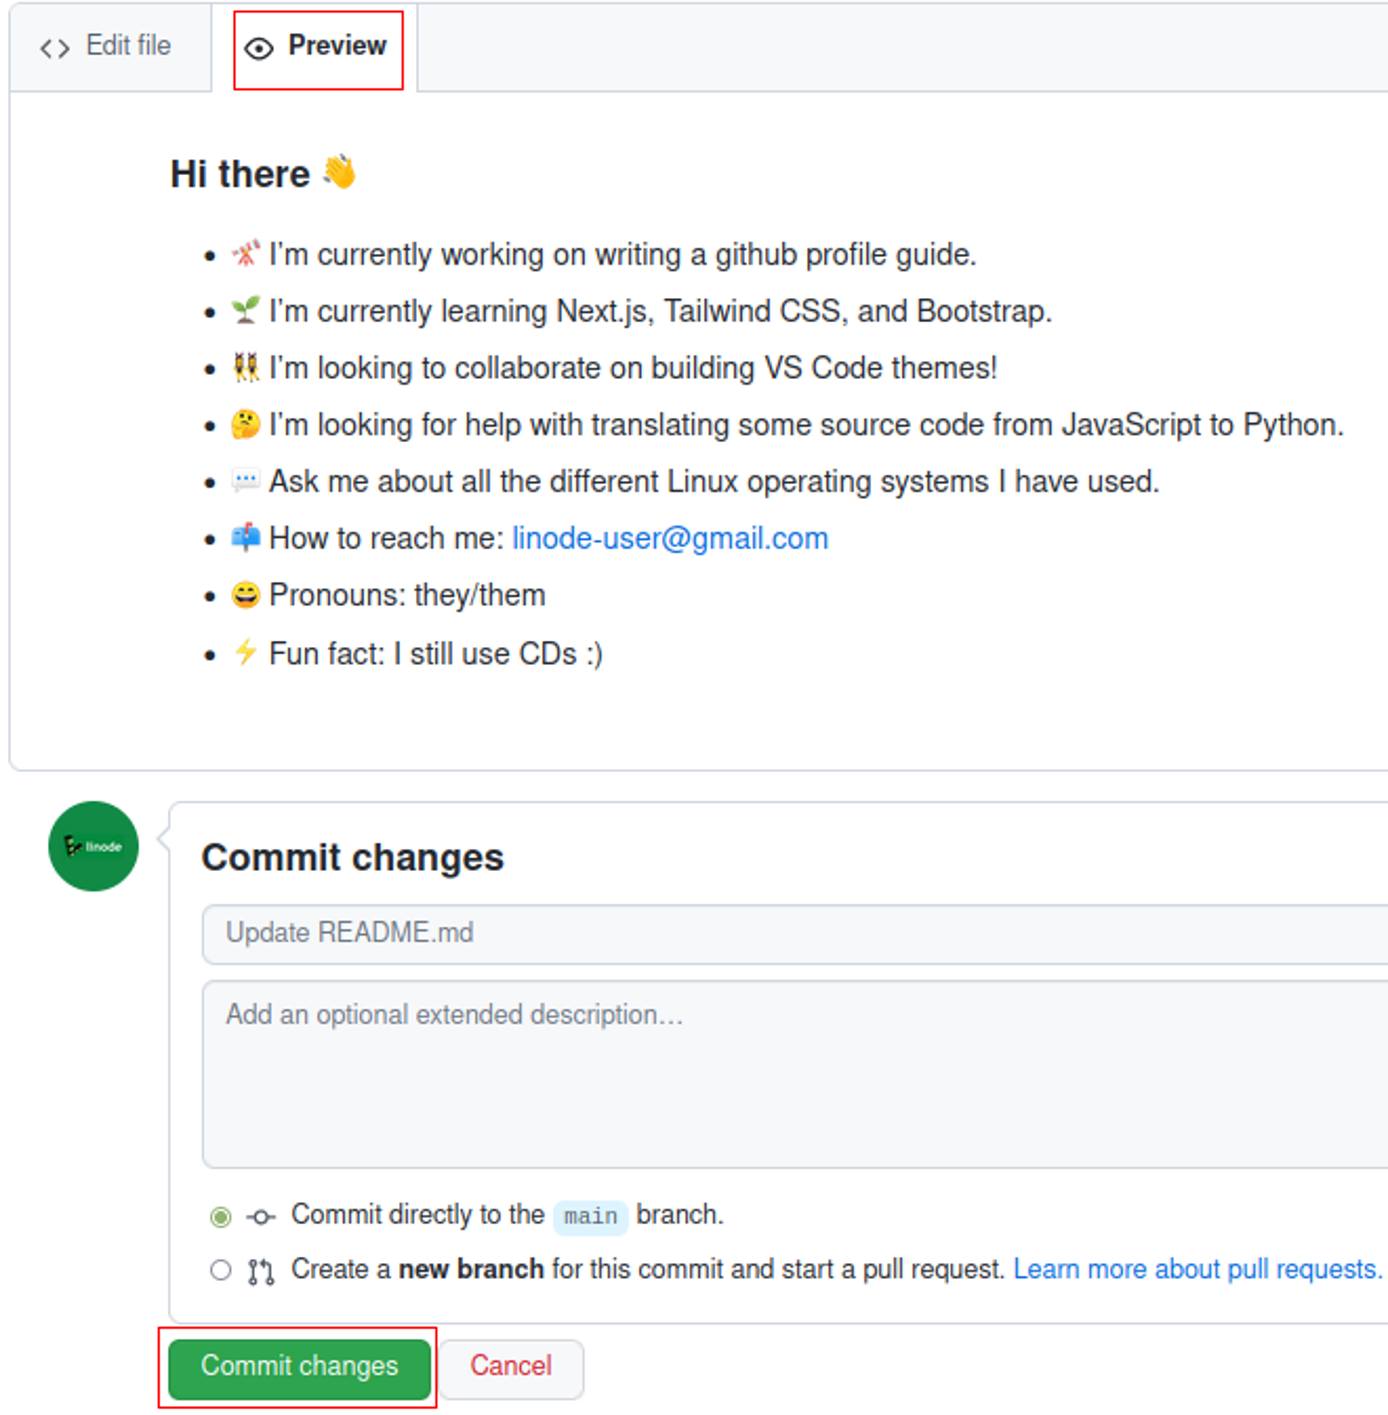 Edit file Preview
Hi there 👋
• 🔭 I'm currently working on writing a github profile guide.
• 🌱 I'm currently learning Next.js, Tailwind CSS, and Bootstrap.
• 👯 I'm looking to collaborate on building VS Code themes!
• 🤔 I'm looking for help with translating some source code from JavaScript to Python.
• 💬 Ask me about all the different Linux operating systems I have used.
• 📫 How to reach me: linode-user@gmail.com
• 😄 Pronouns: they/them
• ⚡ Fun fact: I still use CDs :)
linode
Commit changes
Update README.md
Add an optional extended description…
Commit directly to the main branch.
Create a new branch for this commit and start a pull request. Learn more about pull requests.
Commit changes Cancel